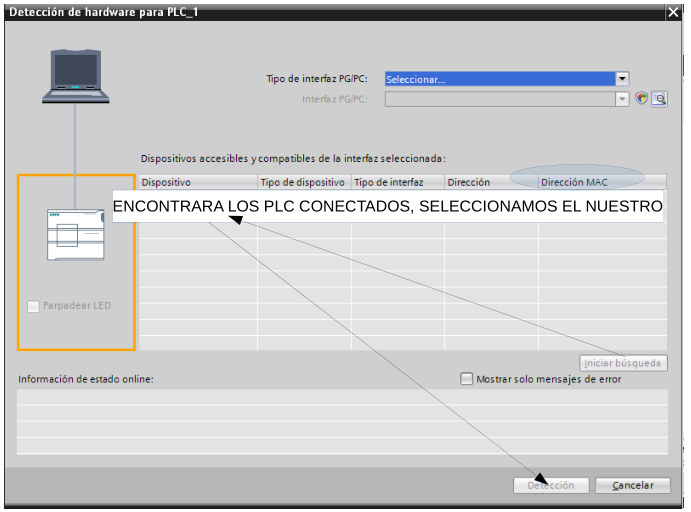 Detección de hardware para PLC_1
Tipo de interfaz PG/PC: Seleccionar...
Interfaz PG/PC:
Dispositivos accesibles y compatibles de la interfaz seleccionada:
Dispositivo Tipo de dispositivo Tipo de interfaz Dirección Dirección MAC
ENCONTRARA LOS PLC CONECTADOS, SELECCIONAMOS EL NUESTRO
Parpadear LED
Iniciar búsqueda
Información de estado online: Mostrar solo mensajes de error
Detección Cancelar